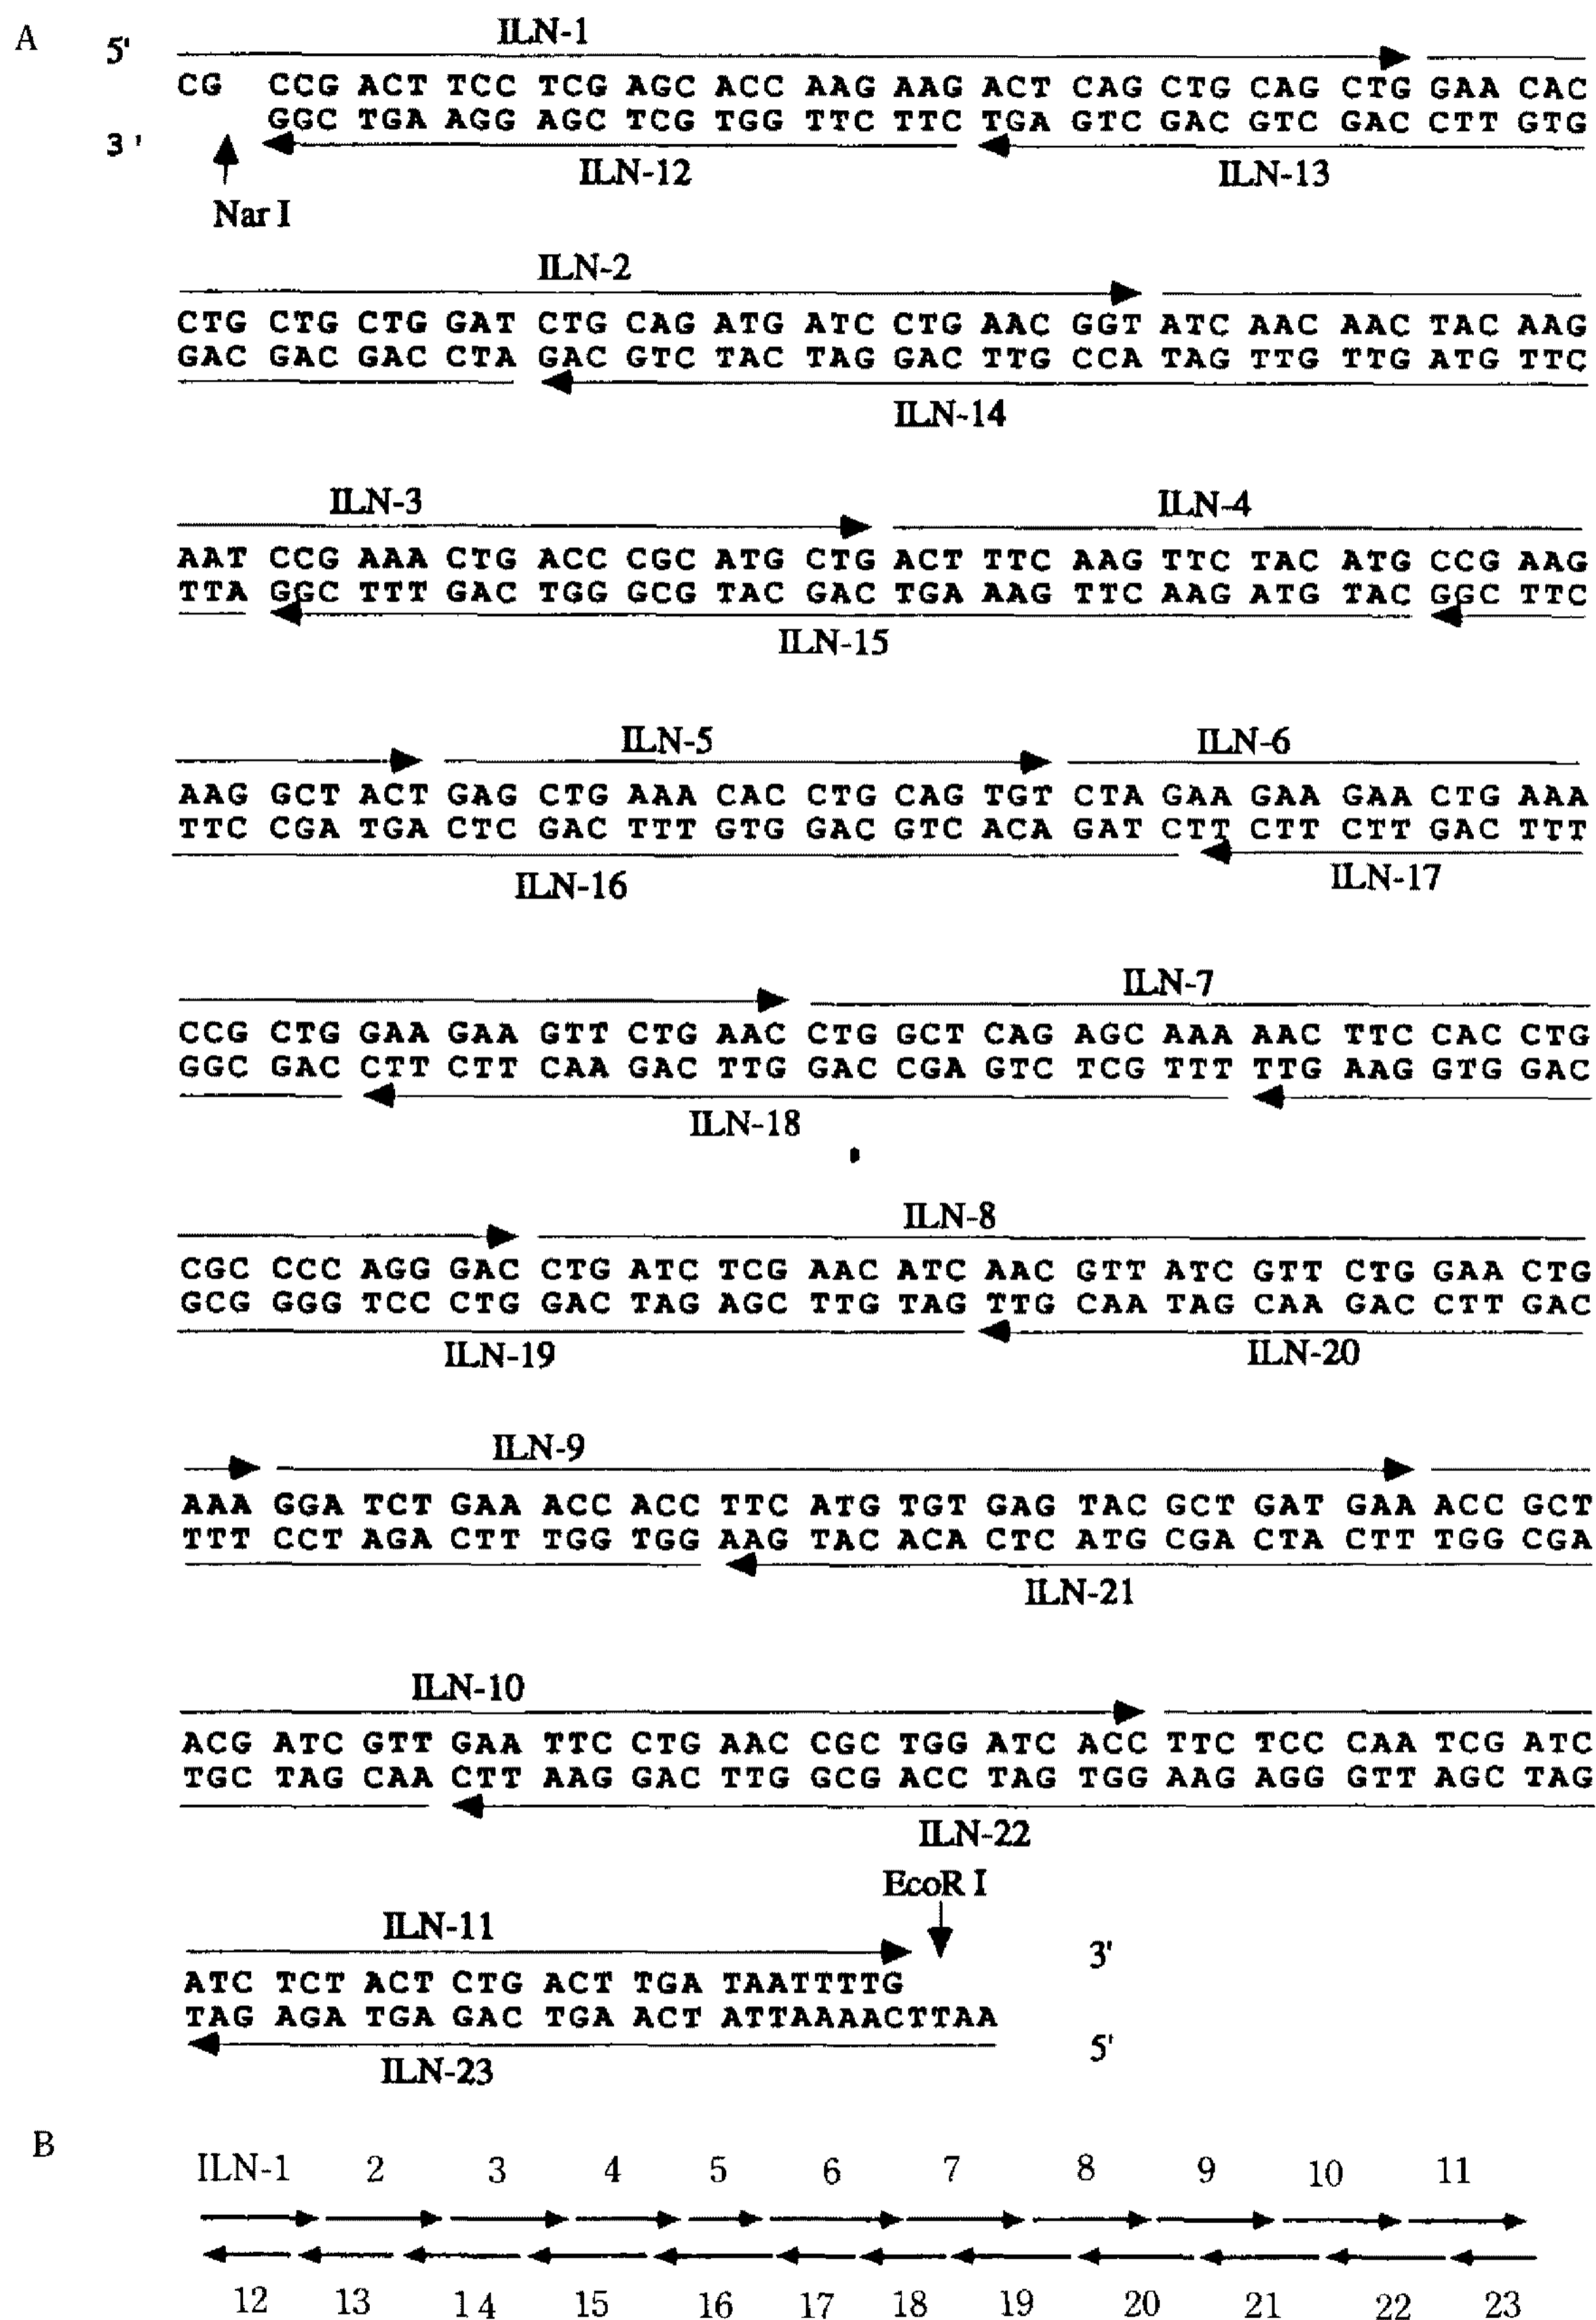 A
ILN-1
5'
CG CCG ACT TCC TCG AGC ACC AAG AAG ACT CAG CTG CAG CTG GAA CAC
GGC TGA AGG AGC TCG TGG TTC TTC TGA GTC GAC GTC GAC CTT GTG
3'
ILN-12 ILN-13
Nar I
ILN-2
CTG CTG CTG GAT CTG CAG ATG ATC CTG AAC GGT ATC AAC AAC TAC AAG
GAC GAC GAC CTA GAC GTC TAC TAG GAC TTG CCA TAG TTG TTG ATG TTC
ILN-14
ILN-3 ILN-4
AAT CCG AAA CTG ACC CGC ATG CTG ACT TTC AAG TTC TAC ATG CCG AAG
TTA GGC TTT GAC TGG GCG TAC GAC TGA AAG TTC AAG ATG TAC GGC TTC
ILN-15
ILN-5 ILN-6
AAG GCT ACT GAG CTG AAA CAC CTG CAG TGT CTA GAA GAA GAA CTG AAA
TTC CGA TGA CTC GAC TTT GTG GAC GTC ACA GAT CTT CTT CTT GAC TTT
ILN-16 ILN-17
ILN-7
CCG CTG GAA GAA GTT CTG AAC CTG GCT CAG AGC AAA AAC TTC CAC CTG
GGC GAC CTT CTT CAA GAC TTG GAC CGA GTC TCG TTT TTG AAG GTG GAC
ILN-18
ILN-8
CGC CCC AGG GAC CTG ATC TCG AAC ATC AAC GTT ATC GTT CTG GAA CTG
GCG GGG TCC CTG GAC TAG AGC TTG TAG TTG CAA TAG CAA GAC CTT GAC
ILN-19 ILN-20
ILN-9
AAA GGA TCT GAA ACC ACC TTC ATG TGT GAG TAC GCT GAT GAA ACC GCT
TTT CCT AGA CTT TGG TGG AAG TAC ACA CTC ATG CGA CTA CTT TGG CGA
ILN-21
ILN-10
ACG ATC GTT GAA TTC CTG AAC CGC TGG ATC ACC TTC TCC CAA TCG ATC
TGC TAG CAA CTT AAG GAC TTG GCG ACC TAG TGG AAG AGG GTT AGC TAG
ILN-22
EcoR I
ILN-11
3'
ATC TCT ACT CTG ACT TGA TAATTTTG
TAG AGA TGA GAC TGA ACT ATTAAAACTTAA
5'
ILN-23
B
ILN-1 2 3 4 5 6 7 8 9 10 11
12 13 14 15 16 17 18 19 20 21 22 23